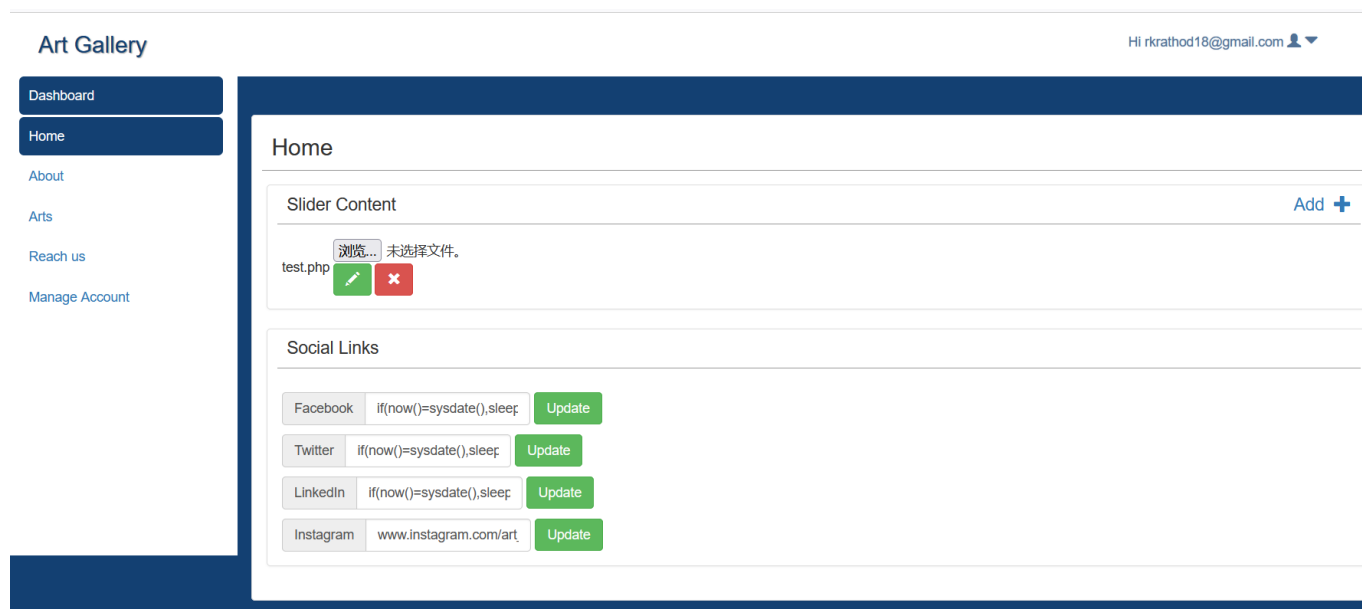 Art Gallery
Hi rkrathod18@gmail.com
Dashboard
Home
About
Arts
Reach us
Manage Account
Home
Slider Content
Add
test.php
浏览... 未选择文件。
Social Links
Facebook if(now()=sysdate(),sleep Update
Twitter if(now()=sysdate(),sleep Update
LinkedIn if(now()=sysdate(),sleep Update
Instagram www.instagram.com/art_ Update